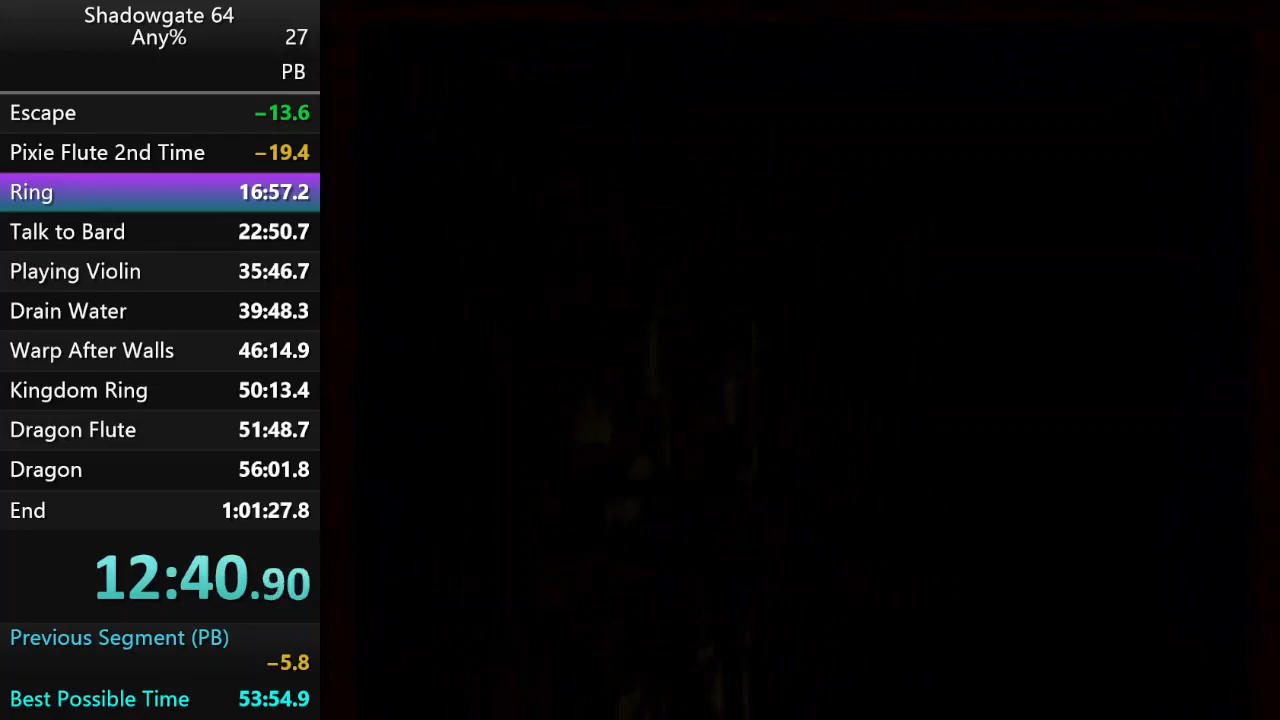 Shadowgate 64
Any% 27
PB
Escape −13.6
Pixie Flute 2nd Time −19.4
Ring 16:57.2
Talk to Bard 22:50.7
Playing Violin 35:46.7
Drain Water 39:48.3
Warp After Walls 46:14.9
Kingdom Ring 50:13.4
Dragon Flute 51:48.7
Dragon 56:01.8
End 1:01:27.8
12:40.90
Previous Segment (PB)
−5.8
Best Possible Time 53:54.9